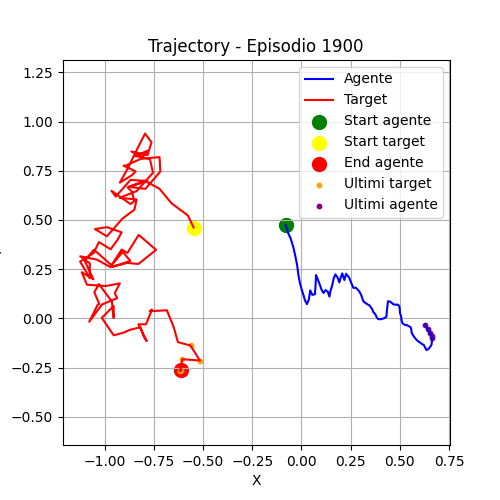 Trajectory - Episodio 1900
Agente
Target
Start agente
Start target
End agente
Ultimi target
Ultimi agente
1.25
1.00
0.75
0.50
0.25
0.00
−0.25
−0.50
−1.00 −0.75 −0.50 −0.25 0.00 0.25 0.50 0.75
X